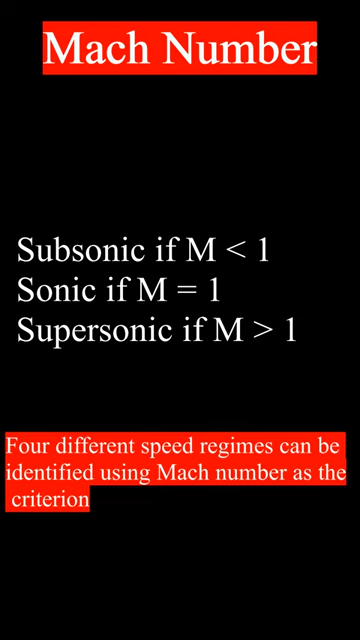 Mach Number
Subsonic if M < 1
Sonic if M = 1
Supersonic if M > 1
Four different speed regimes can be
identified using Mach number as the
criterion